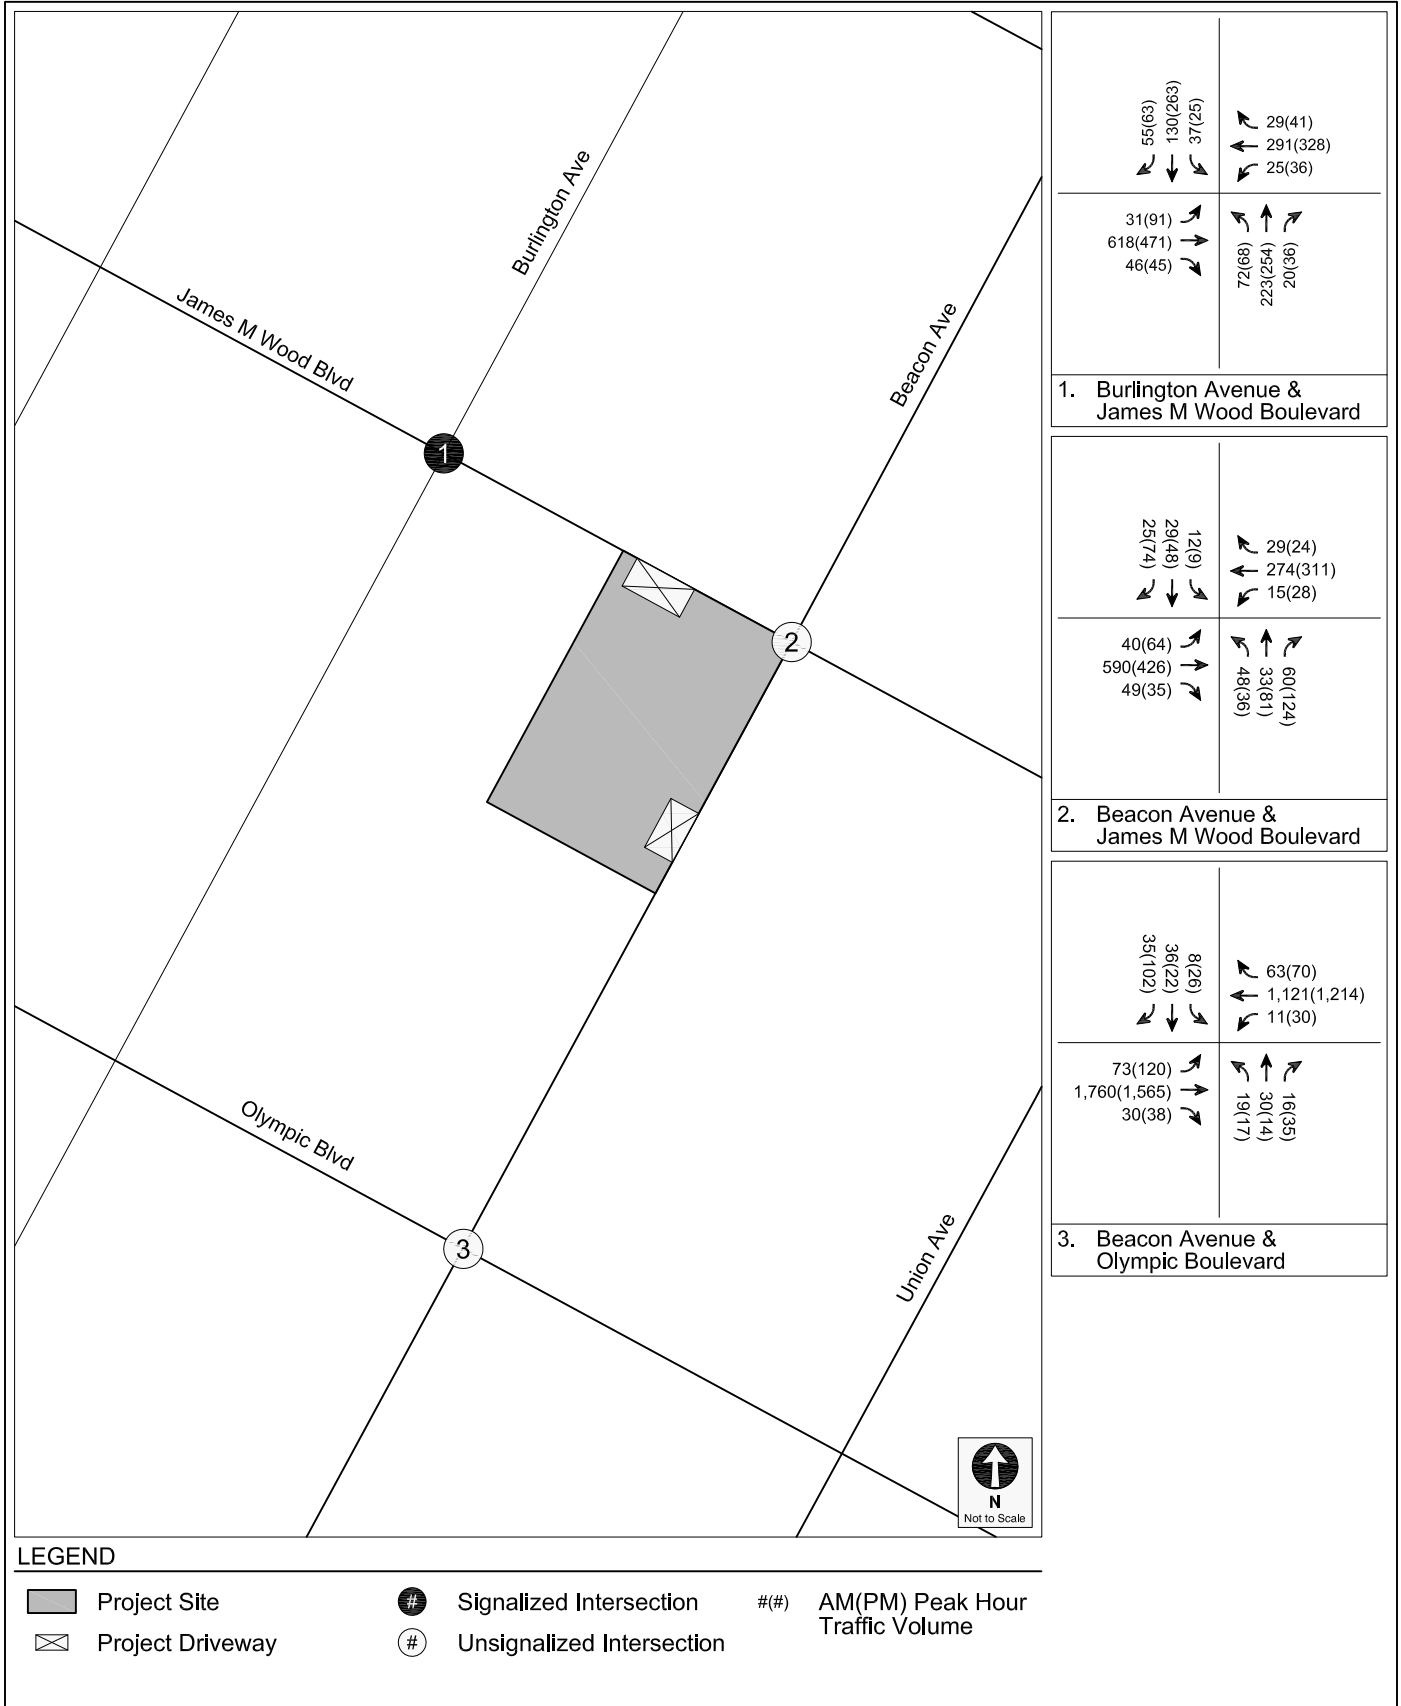 Burlington Ave
James M Wood Blvd
Beacon Ave
1
2
Olympic Blvd
3
Union Ave
N
Not to Scale
55(63)
130(263)
37(25)
29(41)
291(328)
25(36)
31(91)
618(471)
46(45)
72(68)
223(254)
20(36)
1. Burlington Avenue &
James M Wood Boulevard
25(74)
29(48)
12(9)
29(24)
274(311)
15(28)
40(64)
590(426)
49(35)
48(36)
33(81)
60(124)
2. Beacon Avenue &
James M Wood Boulevard
35(102)
36(22)
8(26)
63(70)
1,121(1,214)
11(30)
73(120)
1,760(1,565)
30(38)
19(17)
30(14)
16(35)
3. Beacon Avenue &
Olympic Boulevard
LEGEND
Project Site
Project Driveway
# Signalized Intersection
# Unsignalized Intersection
#(#) AM(PM) Peak Hour
Traffic Volume